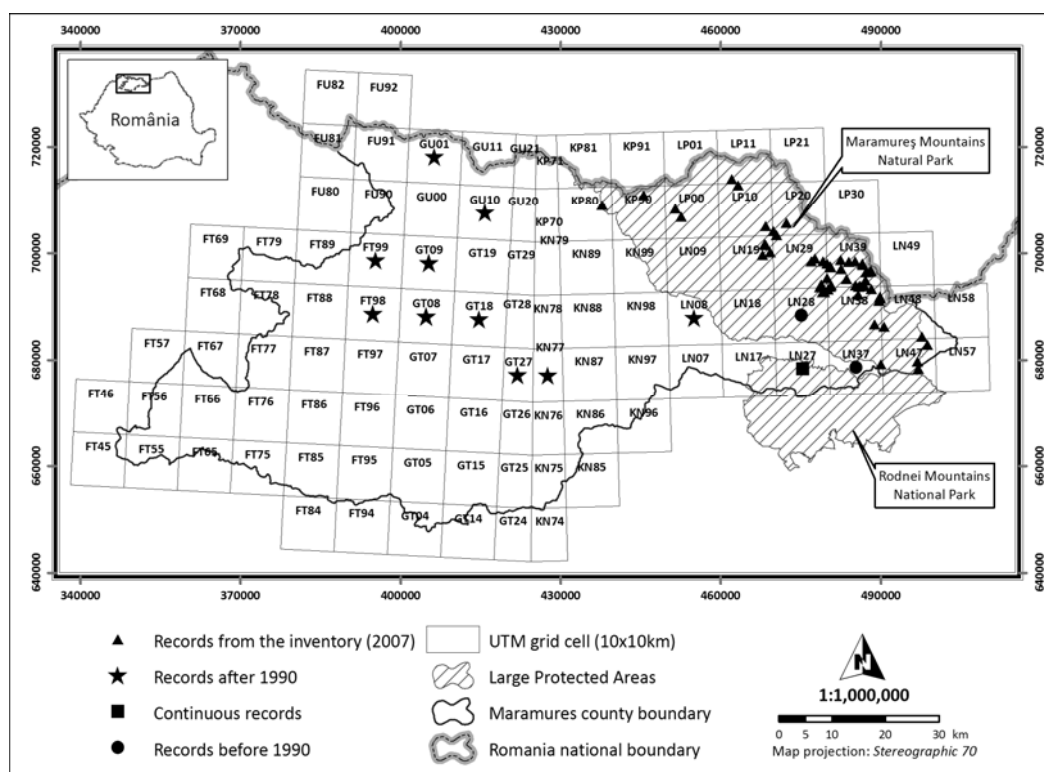 340000 370000 400000 430000 460000 490000
România
FU82 FU92
720000 720000
FU81 FU91 GU01 GU11 GU21 KP71 KP81 KP91 LP01 LP11 LP21
Maramureş Mountains
Natural Park
FU80 FU90 GU00 GU10 GU20 KP70 KP80 KP90 LP00 LP10 LP20 LP30
700000 700000
FT69 FT79 FT89 FT99 GT09 GT19 GT29 KN79 KN89 KN99 LN09 LN19 LN29 LN39 LN49
FT68 FT78 FT88 FT98 GT08 GT18 GT28 KN78 KN88 KN98 LN08 LN18 LN28 LN38 LN48 LN58
680000 680000
FT57 FT67 FT77 FT87 FT97 GT07 GT17 GT27 KN77 KN87 KN97 LN07 LN17 LN27 LN37 LN47 LN57
FT46 FT56 FT66 FT76 FT86 FT96 GT06 GT16 GT26 KN76 KN86 KN96
660000 660000
FT45 FT55 FT65 FT75 FT85 FT95 GT05 GT15 GT25 KN75 KN85
Rodnei Mountains
National Park
FT84 FT94 GT04 GT14 GT24 KN74
640000 640000
340000 370000 400000 430000 460000 490000
Records from the inventory (2007)
Records after 1990
Continuous records
Records before 1990
UTM grid cell (10x10km)
Large Protected Areas
Maramures county boundary
Romania national boundary
N
1:1,000,000
0 5 10 20 30 km
Map projection: Stereographic 70